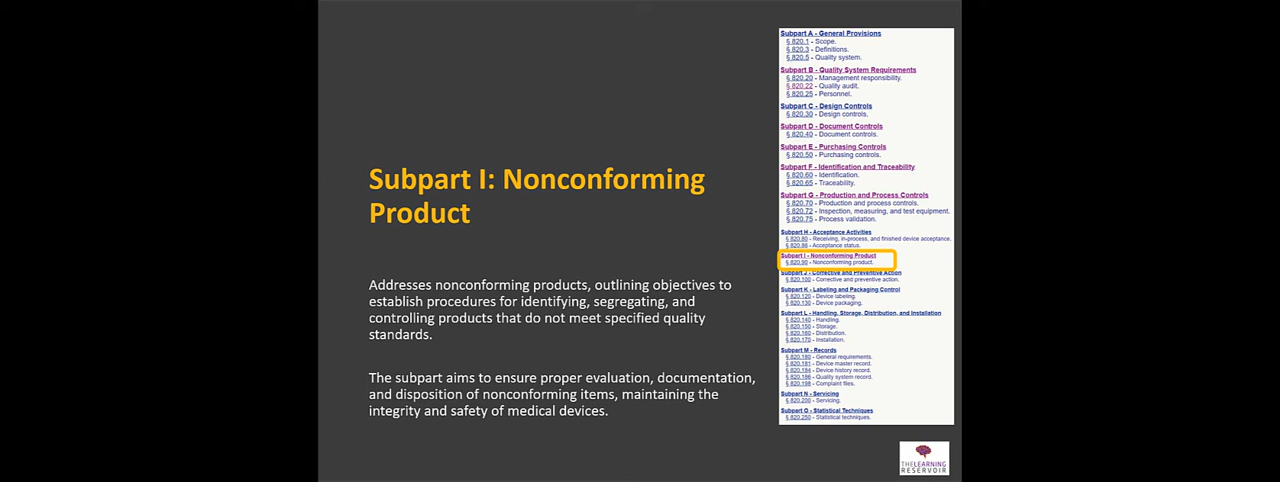 Subpart I: Nonconforming
Product
Addresses nonconforming products, outlining objectives to
establish procedures for identifying, segregating, and
controlling products that do not meet specified quality
standards.
The subpart aims to ensure proper evaluation, documentation,
and disposition of nonconforming items, maintaining the
integrity and safety of medical devices.
Subpart A - General Provisions
§ 820.1 - Scope.
§ 820.3 - Definitions.
§ 820.5 - Quality system.
Subpart B - Quality System Requirements
§ 820.20 - Management responsibility.
§ 820.22 - Quality audit.
§ 820.25 - Personnel.
Subpart C - Design Controls
§ 820.30 - Design controls.
Subpart D - Document Controls
§ 820.40 - Document controls.
Subpart E - Purchasing Controls
§ 820.50 - Purchasing controls.
Subpart F - Identification and Traceability
§ 820.60 - Identification.
§ 820.65 - Traceability.
Subpart G - Production and Process Controls
§ 820.70 - Production and process controls.
§ 820.72 - Inspection, measuring, and test equipment.
§ 820.75 - Process validation.
Subpart H - Acceptance Activities
§ 820.80 - Receiving, in-process, and finished device acceptance.
§ 820.86 - Acceptance status.
Subpart I - Nonconforming Product
§ 820.90 - Nonconforming product.
Subpart J - Corrective and Preventive Action
§ 820.100 - Corrective and preventive action.
Subpart K - Labeling and Packaging Control
§ 820.120 - Device labeling.
§ 820.130 - Device packaging.
Subpart L - Handling, Storage, Distribution, and Installation
§ 820.140 - Handling.
§ 820.150 - Storage.
§ 820.160 - Distribution.
§ 820.170 - Installation.
Subpart M - Records
§ 820.180 - General requirements.
§ 820.181 - Device master record.
§ 820.184 - Device history record.
§ 820.186 - Quality system record.
§ 820.198 - Complaint files.
Subpart N - Servicing
§ 820.200 - Servicing.
Subpart O - Statistical Techniques
§ 820.250 - Statistical techniques.
THELEARNING
RESERVOIR